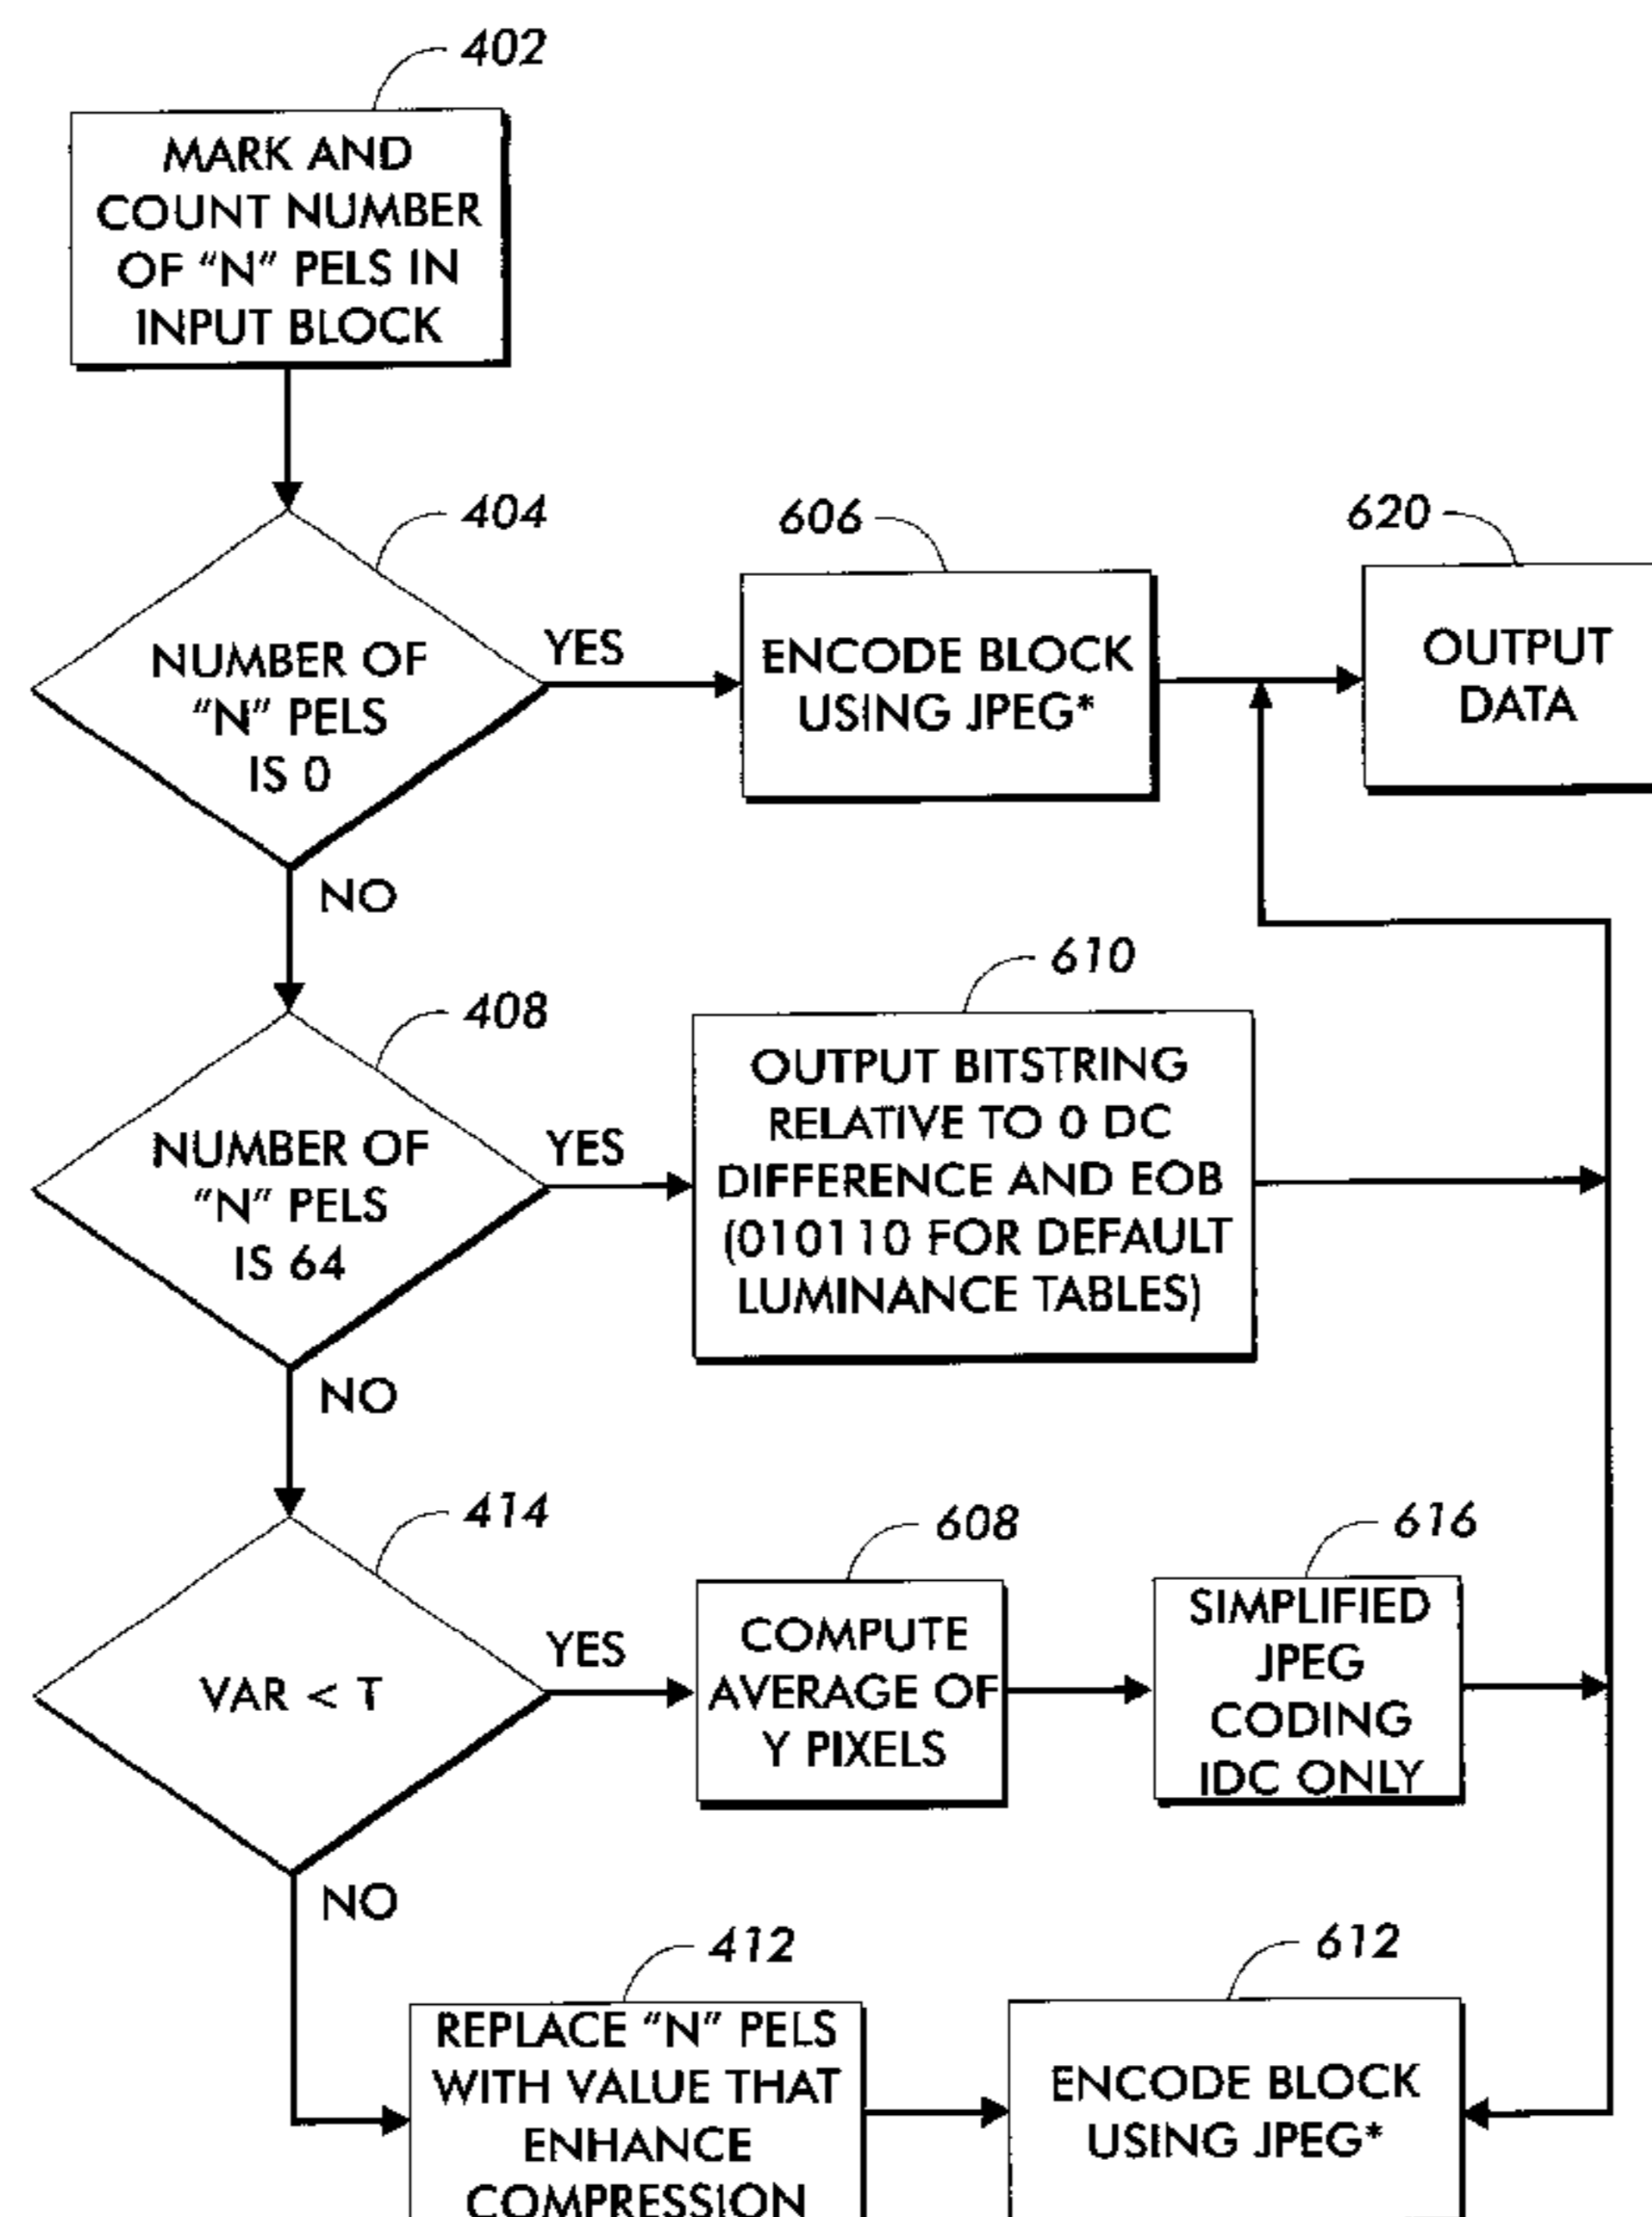 402
MARK AND
COUNT NUMBER
OF "N" PELS IN
INPUT BLOCK
404
NUMBER OF
"N" PELS
IS 0
YES
606
ENCODE BLOCK
USING JPEG*
620
OUTPUT
DATA
NO
408
NUMBER OF
"N" PELS
IS 64
YES
610
OUTPUT BITSTRING
RELATIVE TO 0 DC
DIFFERENCE AND EOB
(010110 FOR DEFAULT
LUMINANCE TABLES)
NO
414
VAR < T
YES
608
COMPUTE
AVERAGE OF
Y PIXELS
616
SIMPLIFIED
JPEG
CODING
IDC ONLY
NO
412
REPLACE "N" PELS
WITH VALUE THAT
ENHANCE
COMPRESSION
612
ENCODE BLOCK
USING JPEG*